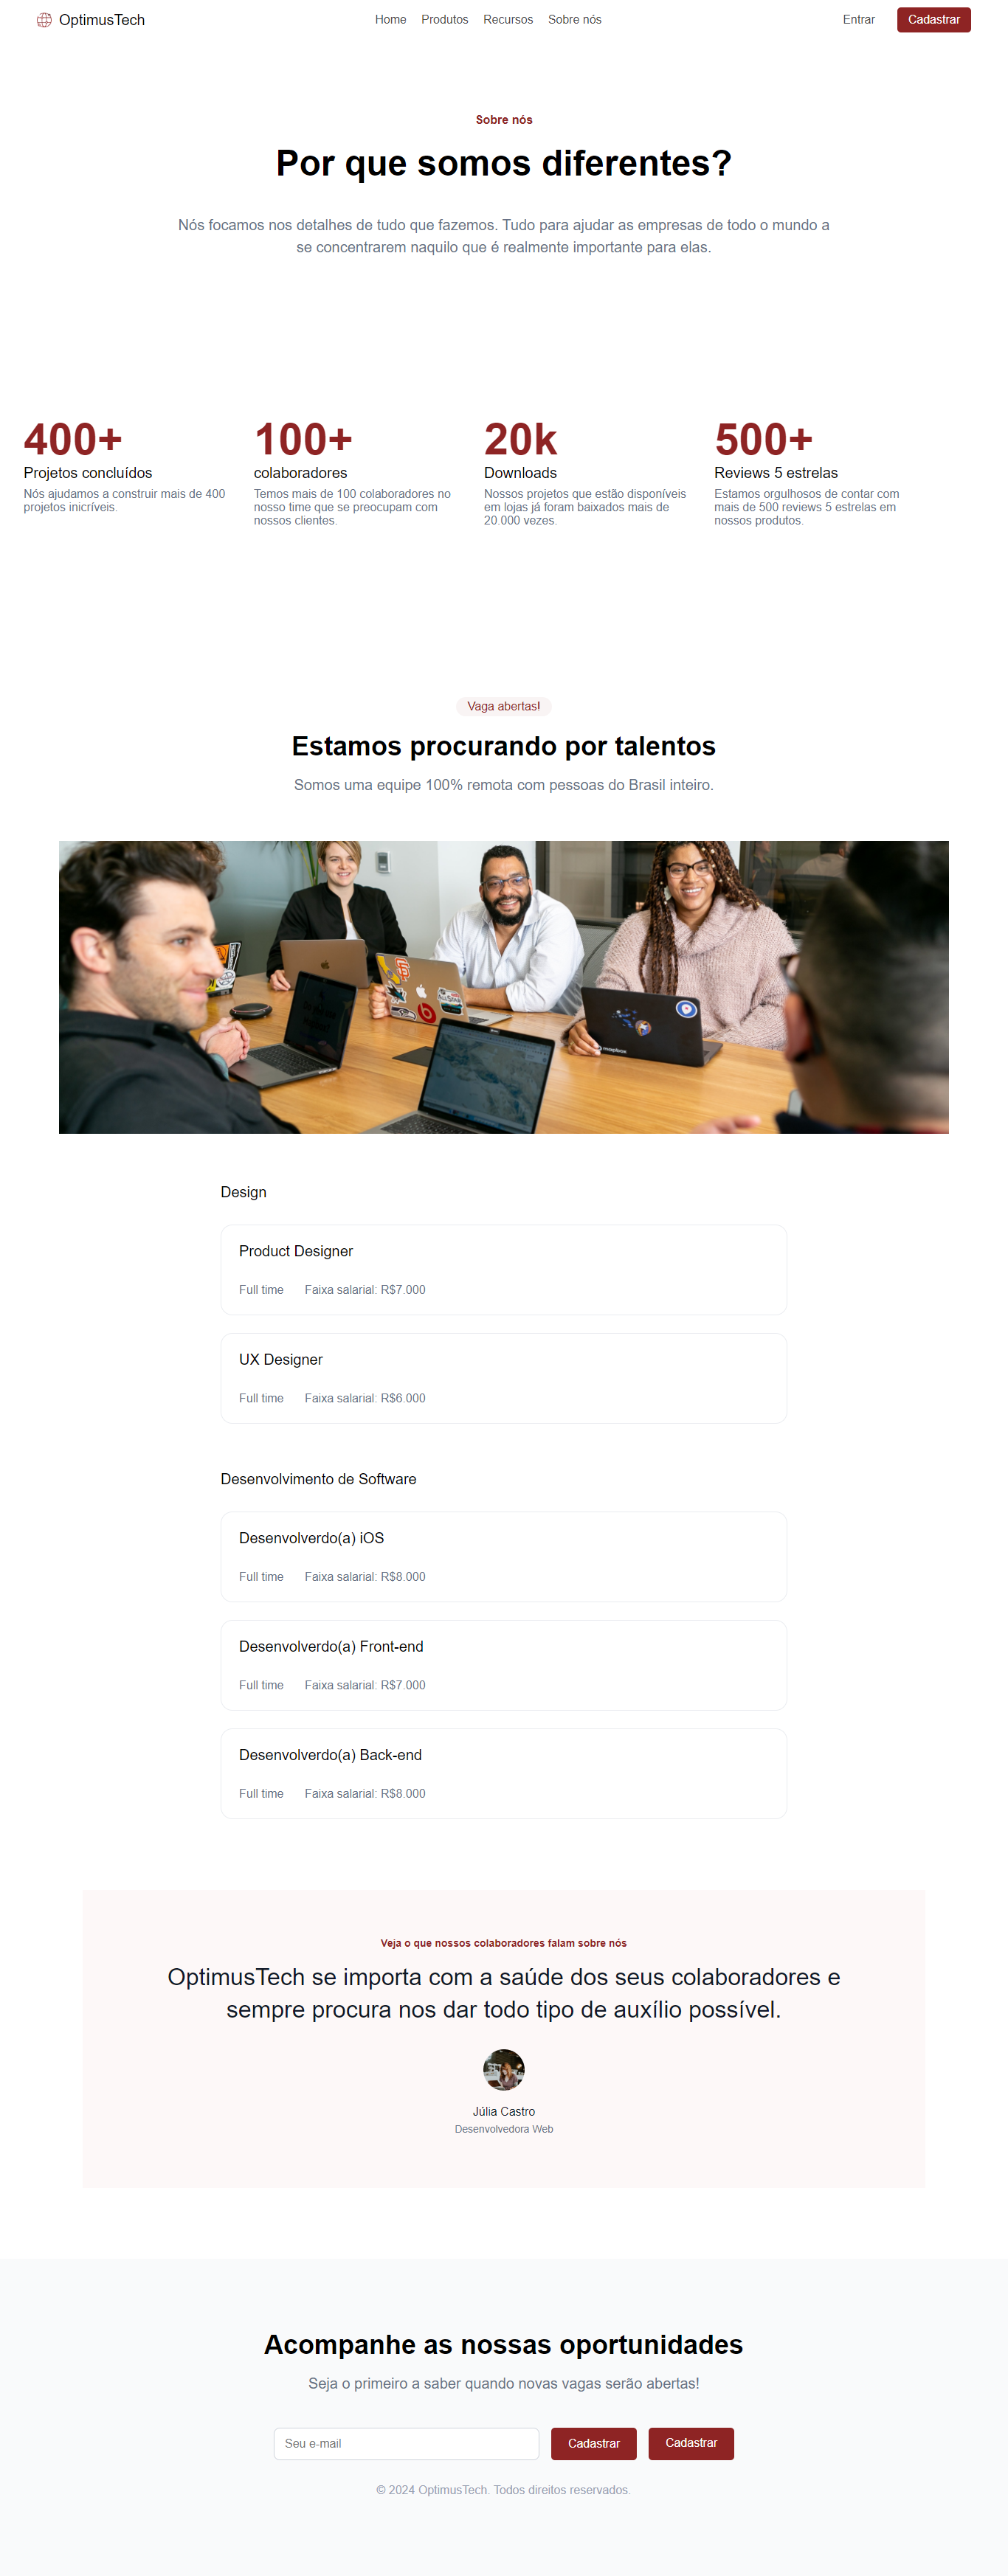 OptimusTech
Home Produtos Recursos Sobre nós
Entrar Cadastrar
Sobre nós
Por que somos diferentes?
Nós focamos nos detalhes de tudo que fazemos. Tudo para ajudar as empresas de todo o mundo a
se concentrarem naquilo que é realmente importante para elas.
400+
Projetos concluídos
Nós ajudamos a construir mais de 400
projetos inicríveis.
100+
colaboradores
Temos mais de 100 colaboradores no
nosso time que se preocupam com
nossos clientes.
20k
Downloads
Nossos projetos que estão disponíveis
em lojas já foram baixados mais de
20.000 vezes.
500+
Reviews 5 estrelas
Estamos orgulhosos de contar com
mais de 500 reviews 5 estrelas em
nossos produtos.
Vaga abertas!
Estamos procurando por talentos
Somos uma equipe 100% remota com pessoas do Brasil inteiro.
mapbox
Design
Product Designer
Full time Faixa salarial: R$7.000
UX Designer
Full time Faixa salarial: R$6.000
Desenvolvimento de Software
Desenvolverdo(a) iOS
Full time Faixa salarial: R$8.000
Desenvolverdo(a) Front-end
Full time Faixa salarial: R$7.000
Desenvolverdo(a) Back-end
Full time Faixa salarial: R$8.000
Veja o que nossos colaboradores falam sobre nós
OptimusTech se importa com a saúde dos seus colaboradores e
sempre procura nos dar todo tipo de auxílio possível.
Júlia Castro
Desenvolvedora Web
Acompanhe as nossas oportunidades
Seja o primeiro a saber quando novas vagas serão abertas!
Seu e-mail Cadastrar Cadastrar
© 2024 OptimusTech. Todos direitos reservados.